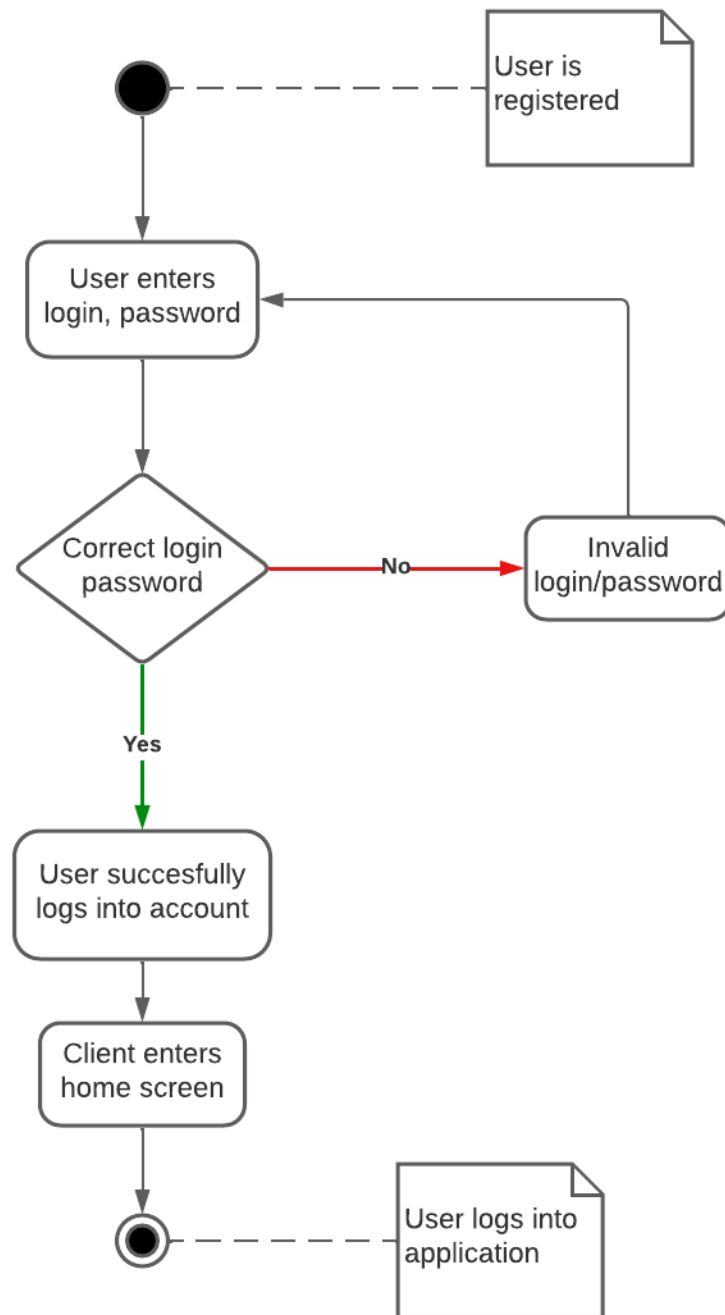 User is
registered
User enters
login, password
Correct login
password
No
Invalid
login/password
Yes
User succesfully
logs into account
Client enters
home screen
User logs into
application